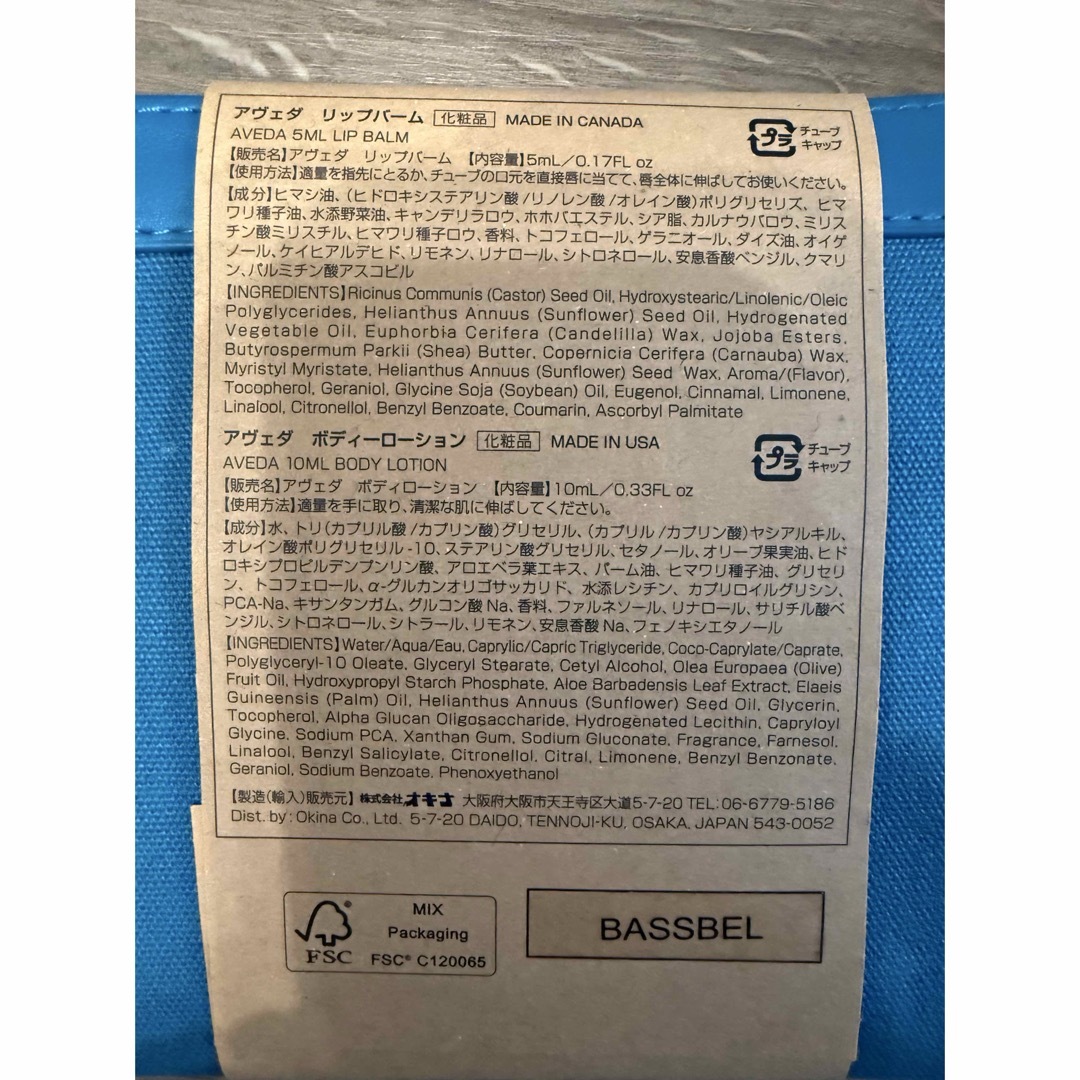 アヴェダ リップバーム 化粧品 MADE IN CANADA
AVEDA 5ML LIP BALM
プラ チューブ
キャップ
【販売名】アヴェダ リップバーム 【内容量】5mL/0.17FL oz
【使用方法】適量を指先にとるか、チューブの口元を直接唇に当てて、唇全体に伸ばしてお使いください。
【成分】ヒマシ油、(ヒドロキシステアリン酸/リノレン酸/オレイン酸)ポリグリセリズ、ヒマ
ワリ種子油、水添野菜油、キャンデリラロウ、ホホバエステル、シア脂、カルナウバロウ、ミリス
チン酸ミリスチル、ヒマワリ種子ロウ、香料、トコフェロール、ゲラニオール、ダイズ油、オイゲ
ノール、ケイヒアルデヒド、リモネン、リナロール、シトロネロール、安息香酸ベンジル、クマリ
ン、パルミチン酸アスコビル
【INGREDIENTS】Ricinus Communis (Castor) Seed Oil, Hydroxystearic/Linolenic/Oleic
Polyglycerides, Helianthus Annuus (Sunflower) Seed Oil, Hydrogenated
Vegetable Oil, Euphorbia Cerifera (Candelilla) Wax, Jojoba Esters,
Butyrospermum Parkii (Shea) Butter, Copernicia Cerifera (Carnauba) Wax,
Myristyl Myristate, Helianthus Annuus (Sunflower) Seed Wax, Aroma/(Flavor),
Tocopherol, Geraniol, Glycine Soja (Soybean) Oil, Eugenol, Cinnamal, Limonene,
Linalool, Citronellol, Benzyl Benzoate, Coumarin, Ascorbyl Palmitate
アヴェダ ボディーローション 化粧品 MADE IN USA
AVEDA 10ML BODY LOTION
プラ チューブ
キャップ
【販売名】アヴェダ ボディローション 【内容量】10mL/0.33FL oz
【使用方法】適量を手に取り、清潔な肌に伸ばしてください。
【成分】水、トリ(カプリル酸/カプリン酸)グリセリル、(カプリル/カプリン酸)ヤシアルキル、
オレイン酸ポリグリセリル-10、ステアリン酸グリセリル、セタノール、オリーブ果実油、ヒド
ロキシプロピルデンプンリン酸、アロエベラ葉エキス、パーム油、ヒマワリ種子油、グリセリ
ン、トコフェロール、α-グルカンオリゴサッカリド、水添レシチン、カプリロイルグリシン、
PCA-Na、キサンタンガム、グルコン酸Na、香料、ファルネソール、リナロール、サリチル酸ベ
ンジル、シトロネロール、シトラール、リモネン、安息香酸Na、フェノキシエタノール
【INGREDIENTS】Water/Aqua/Eau, Caprylic/Capric Triglyceride, Coco-Caprylate/Caprate,
Polyglyceryl-10 Oleate, Glyceryl Stearate, Cetyl Alcohol, Olea Europaea (Olive)
Fruit Oil, Hydroxypropyl Starch Phosphate, Aloe Barbadensis Leaf Extract, Elaeis
Guineensis (Palm) Oil, Helianthus Annuus (Sunflower) Seed Oil, Glycerin,
Tocopherol, Alpha Glucan Oligosaccharide, Hydrogenated Lecithin, Capryloyl
Glycine, Sodium PCA, Xanthan Gum, Sodium Gluconate, Fragrance, Farnesol,
Linalool, Benzyl Salicylate, Citronellol, Citral, Limonene, Benzyl Benzonate,
Geraniol, Sodium Benzoate, Phenoxyethanol
【製造(輸入)販売元】 株式会社オキナ 大阪府大阪市天王寺区大道5-7-20 TEL:06-6779-5186
Dist. by: Okina Co., Ltd. 5-7-20 DAIDO, TENNOJI-KU, OSAKA, JAPAN 543-0052
FSC
MIX
Packaging
FSC® C120065
BASSBEL